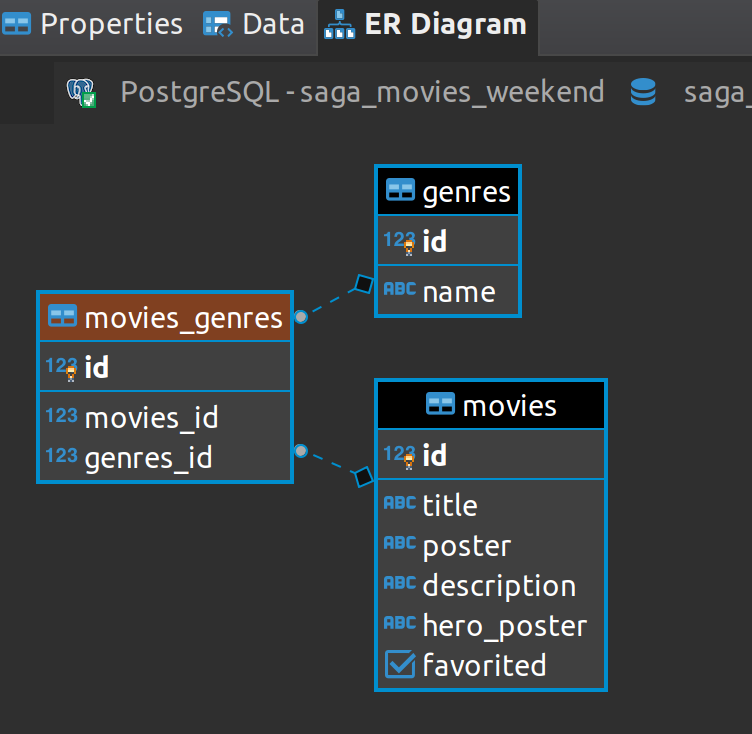 Properties Data ER Diagram
PostgreSQL - saga_movies_weekend saga_
genres
123 id
ABC name
movies_genres
123 id
123 movies_id
123 genres_id
movies
123 id
ABC title
ABC poster
ABC description
ABC hero_poster
favorited